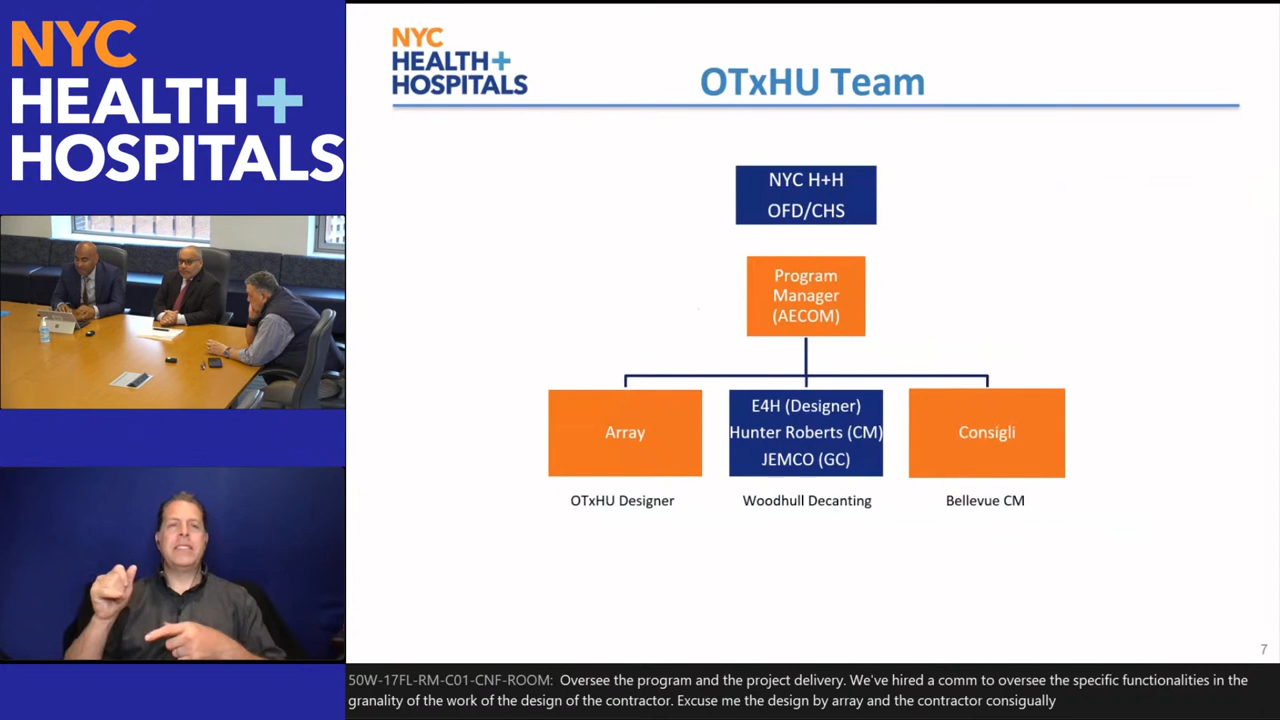 NYC
HEALTH+
HOSPITALS
NYC
HEALTH+
HOSPITALS
OTxHU Team
NYC H+H
OFD/CHS
Program
Manager
(AECOM)
Array
E4H (Designer)
Hunter Roberts (CM)
JEMCO (GC)
Consigli
OTxHU Designer
Woodhull Decanting
Bellevue CM
7
50W-17FL-RM-C01-CNF-ROOM: Oversee the program and the project delivery. We've hired a comm to oversee the specific functionalities in the
granality of the work of the design of the contractor. Excuse me the design by array and the contractor consigually